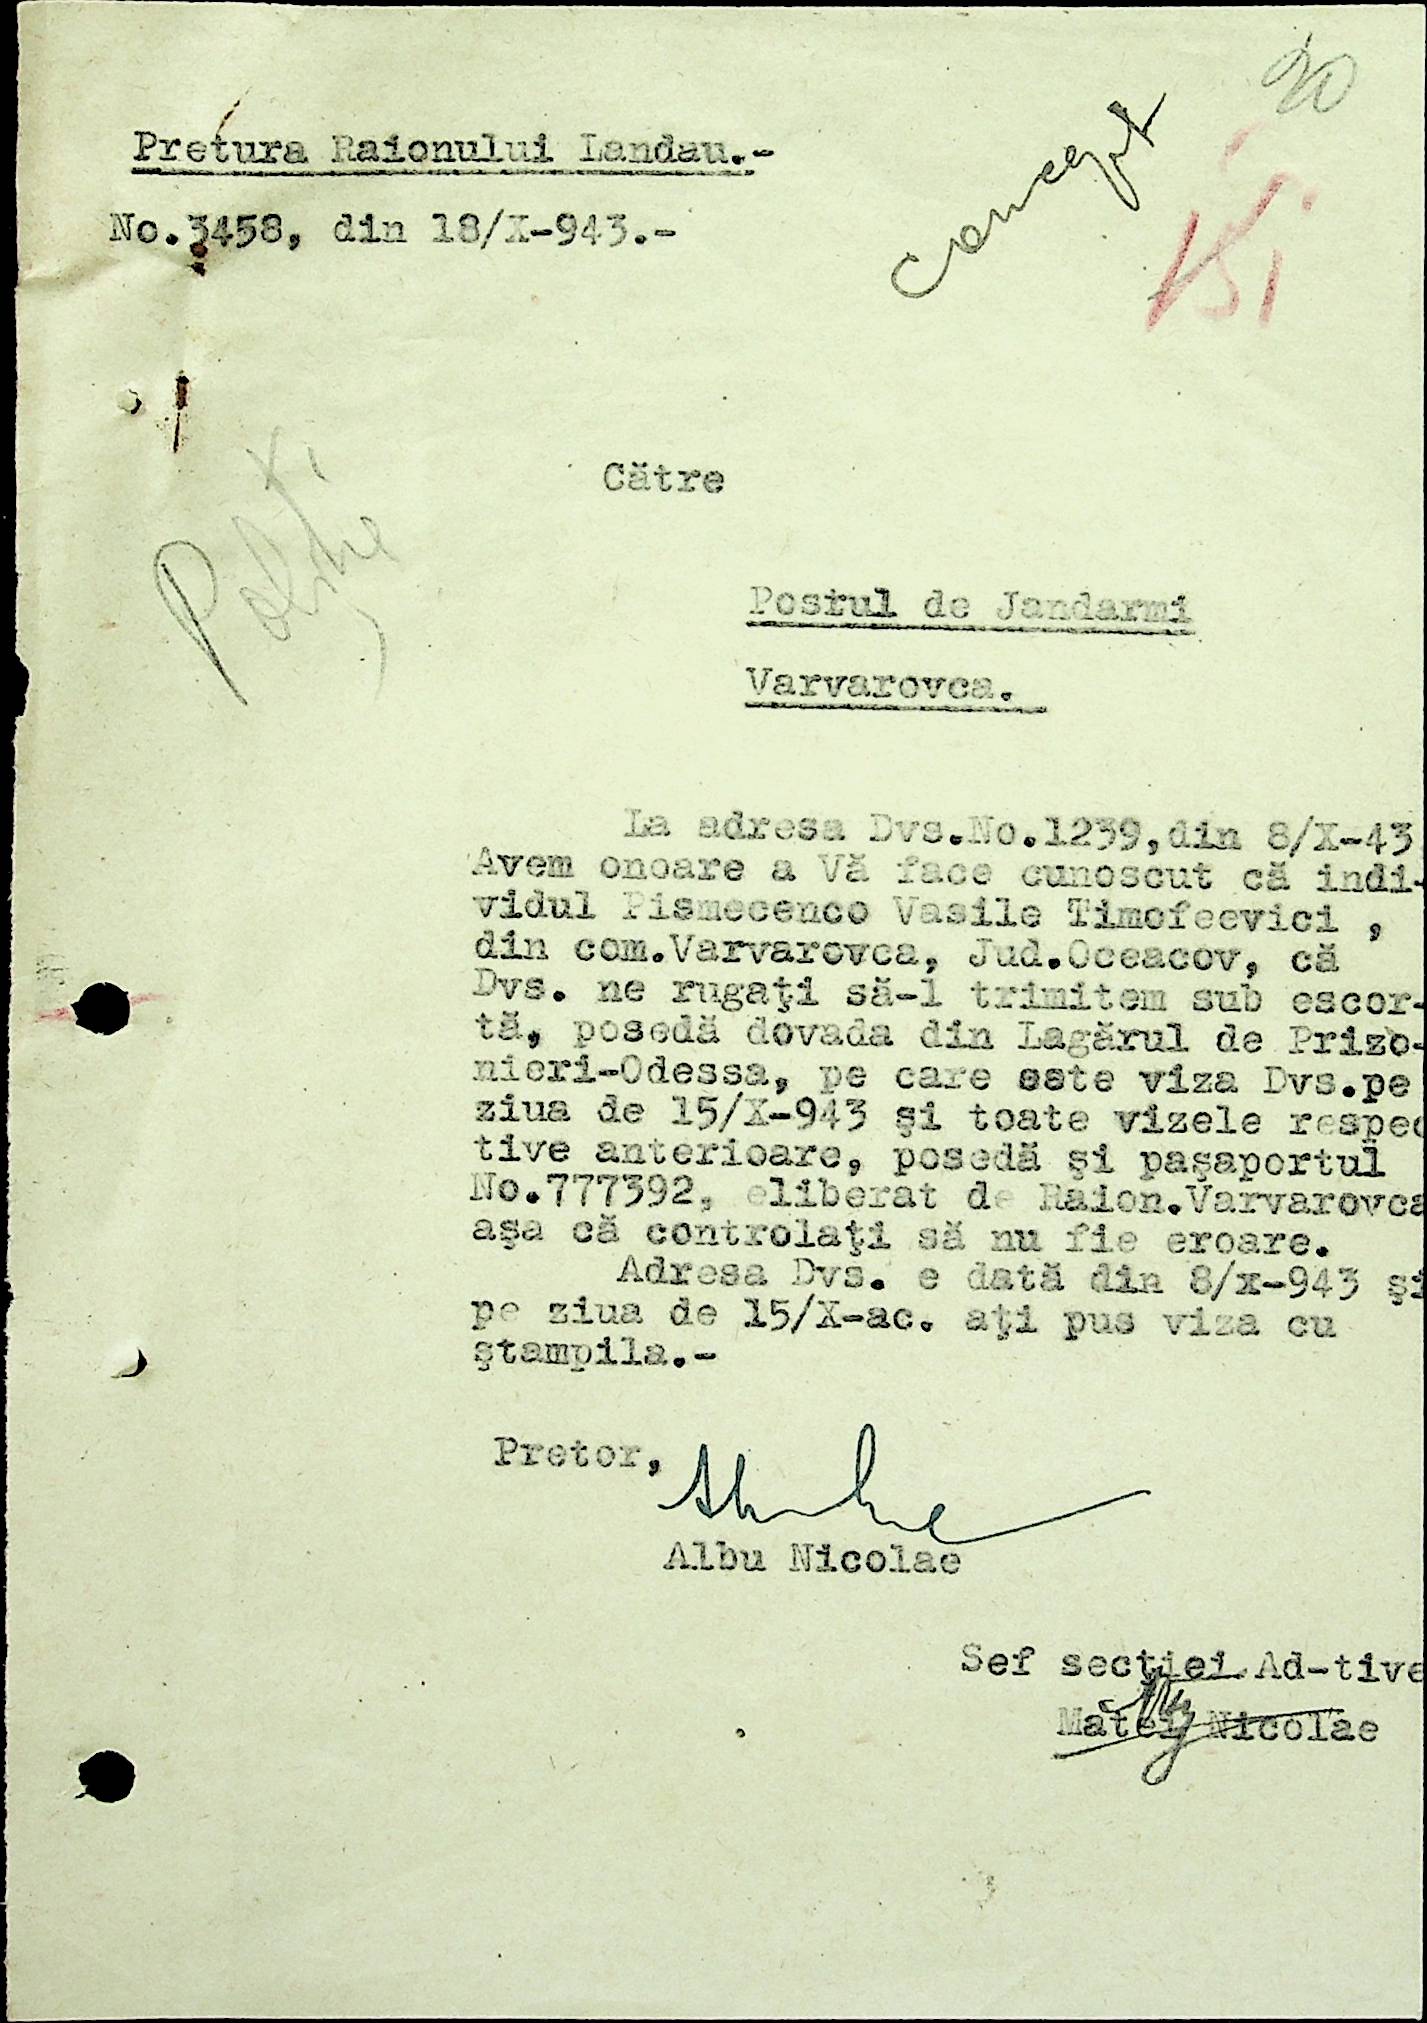 20
concept
Pretura Raionului Landau.-
No.3458, din 18/X-943.-
Către
Postul de Jandarmi
Varvarovca.
La adresa Dvs.No.1239,din 8/X-43
Avem onoare a Vă face cunoscut că indi-
vidul Pismecenco Vasile Timofeevici ,
din com.Varvarovca, Jud.Oceacov, că
Dvs. ne rugaţi să-l trimitem sub escor-
tă, posedă dovada din Lagărul de Prizo-
nieri-Odessa, pe care este viza Dvs.pe
ziua de 15/X-943 şi toate vizele respec
tive anterioare, posedă şi paşaportul
No.777392, eliberat de Raion.Varvarovca
aşa că controlaţi să nu fie eroare.
Adresa Dvs. e dată din 8/x-943 şi
pe ziua de 15/X-ac. aţi pus viza cu
ştampila.-
Pretor,
Albu Nicolae
Sef secţiei Ad-tive
Matei Nicolae